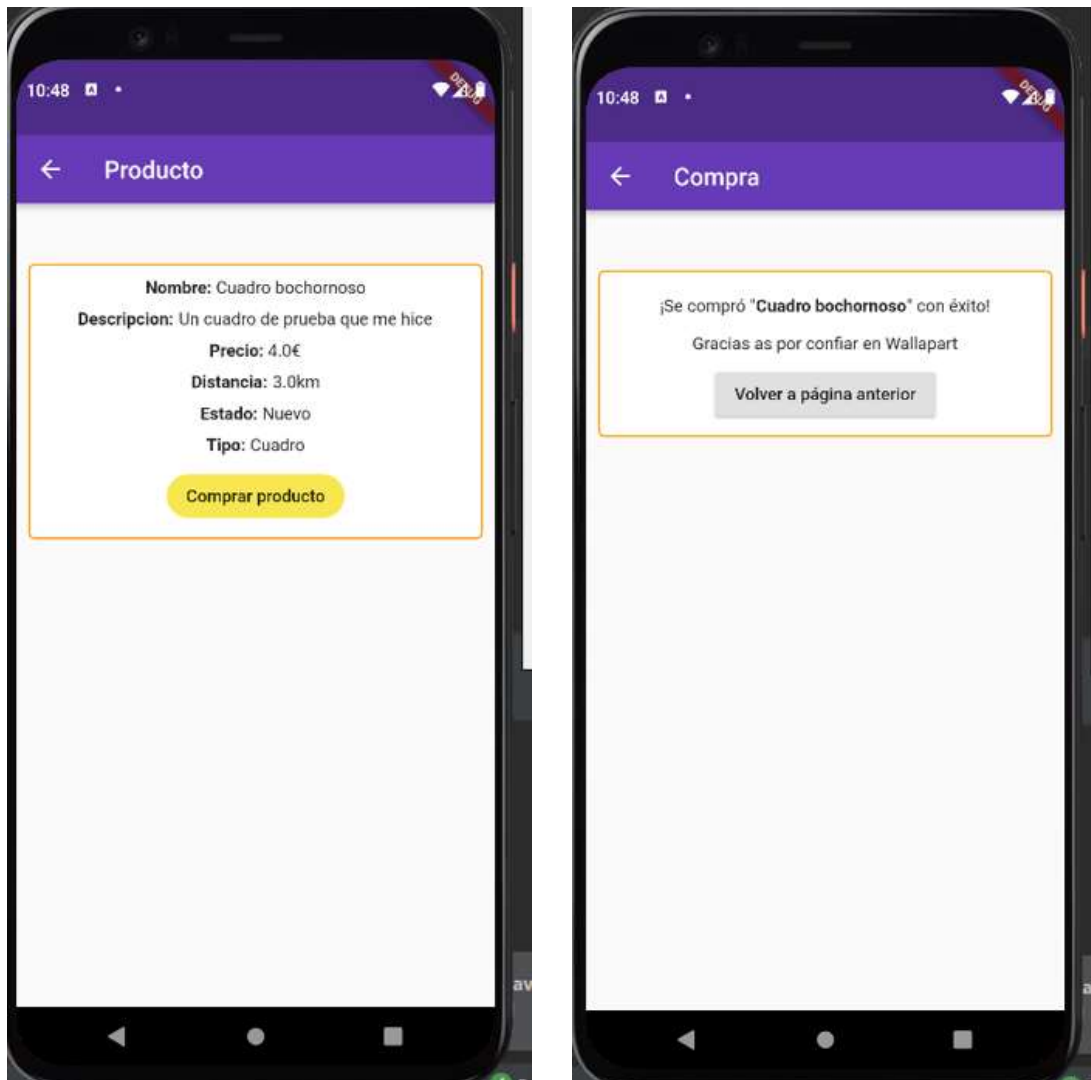 10:48
DEBUG
Producto
Nombre: Cuadro bochornoso
Descripcion: Un cuadro de prueba que me hice
Precio: 4.0€
Distancia: 3.0km
Estado: Nuevo
Tipo: Cuadro
Comprar producto
av
10:48
DEBUG
Compra
¡Se compró "Cuadro bochornoso" con éxito!
Gracias as por confiar en Wallapart
Volver a página anterior
a